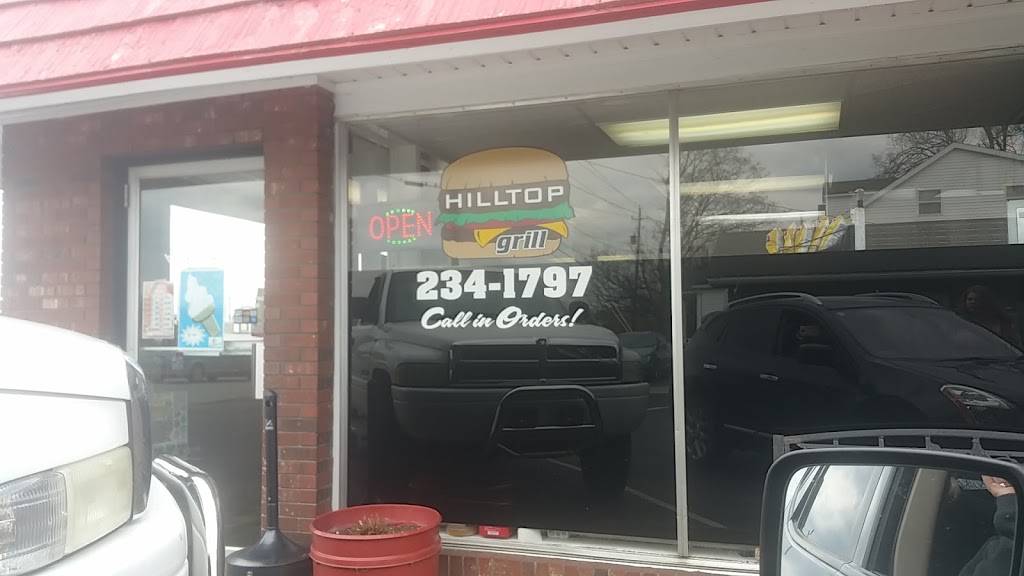 OPEN
HILLTOP
grill
234-1797
Call in Orders!